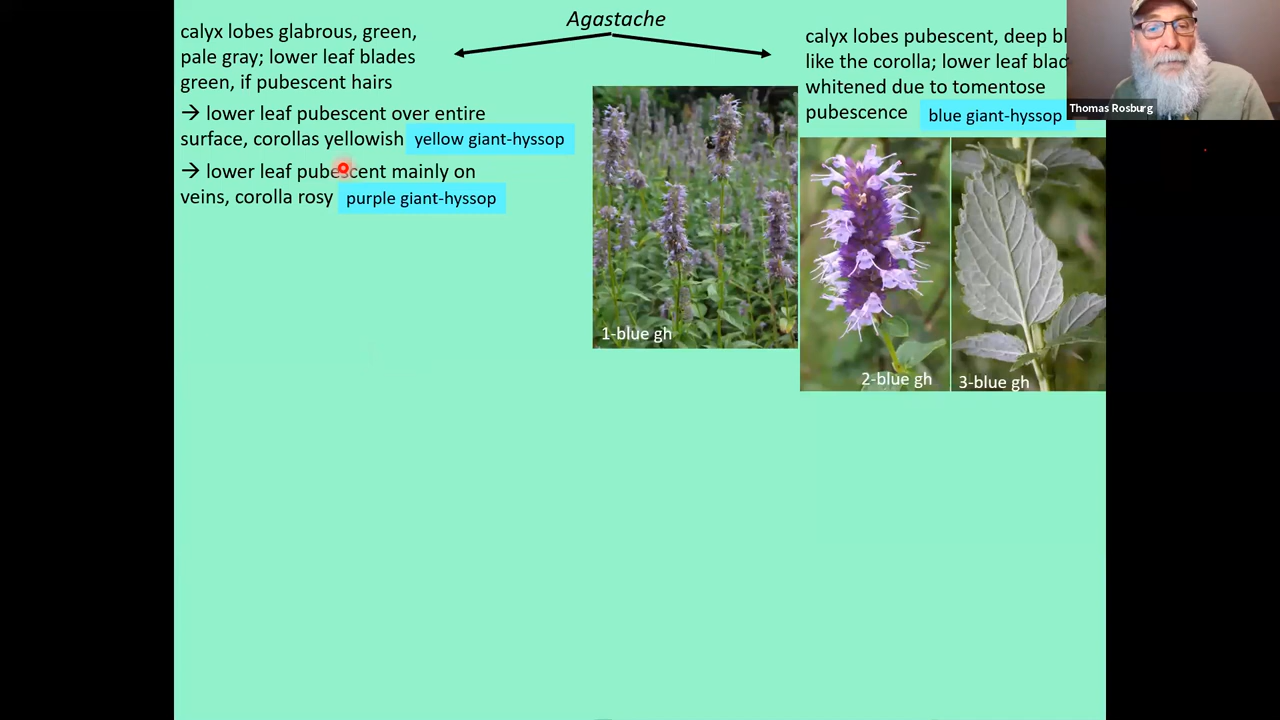 Agastache
calyx lobes glabrous, green,
pale gray; lower leaf blades
green, if pubescent hairs
→ lower leaf pubescent over entire
surface, corollas yellowish yellow giant-hyssop
→ lower leaf pubescent mainly on
veins, corolla rosy purple giant-hyssop
calyx lobes pubescent, deep
like the corolla; lower leaf
whitened due to tomentose
pubescence blue giant-hyssop
Thomas Rosburg
1-blue gh
2-blue gh
3-blue gh